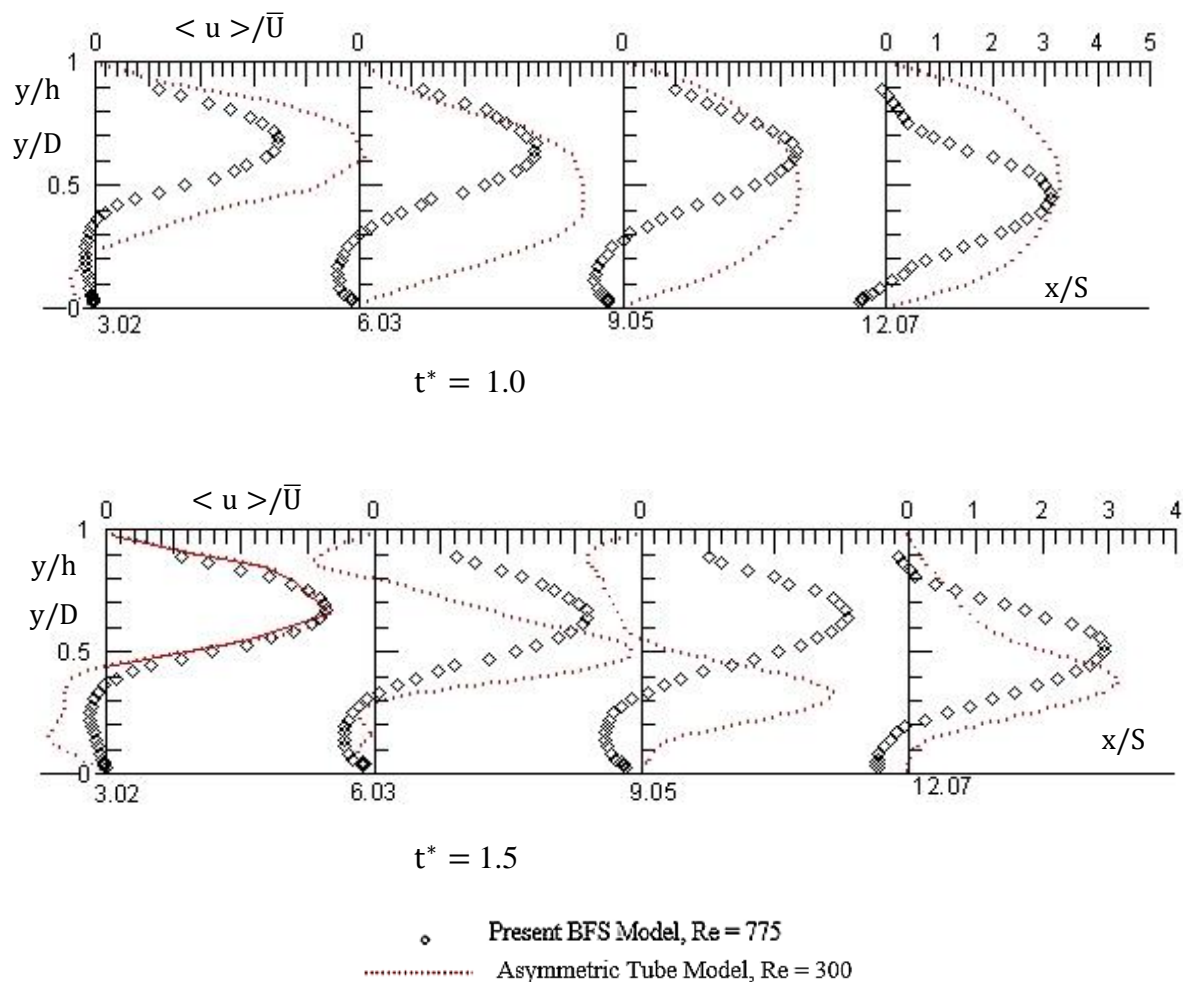 < u >/U̅
0 0 0 0 1 2 3 4 5
1
y/h
y/D
0.5
0
x/S
3.02 6.03 9.05 12.07
t* = 1.0
< u >/U̅
0 0 0 0 1 2 3 4
1
y/h
y/D
0.5
0
x/S
3.02 6.03 9.05 12.07
t* = 1.5
Present BFS Model, Re = 775
Asymmetric Tube Model, Re = 300